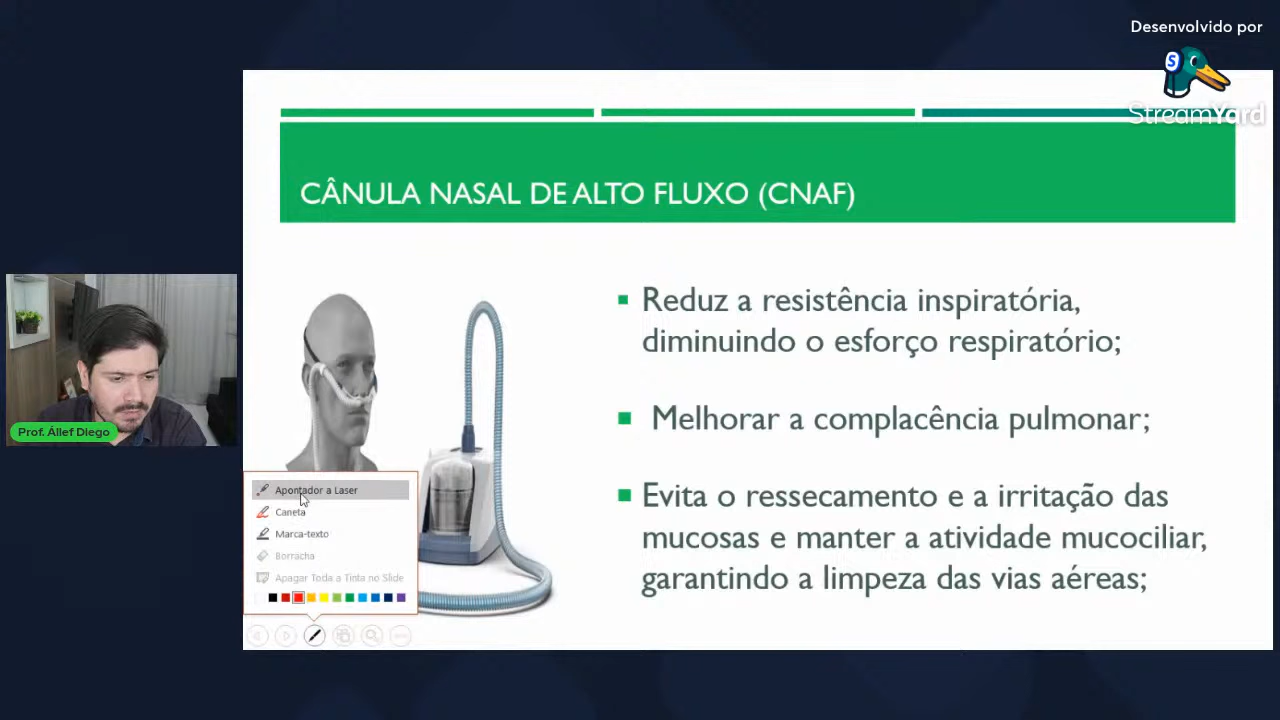 Desenvolvido por
StreamYard
CÂNULA NASAL DE ALTO FLUXO (CNAF)
Reduz a resistência inspiratória,
diminuindo o esforço respiratório;
Melhorar a complacência pulmonar;
Evita o ressecamento e a irritação das
mucosas e manter a atividade mucociliar,
garantindo a limpeza das vias aéreas;
Prof. Állef Diego
Apontador a Laser
Caneta
Marca-texto
Borracha
Apagar Toda a Tinta no Slide